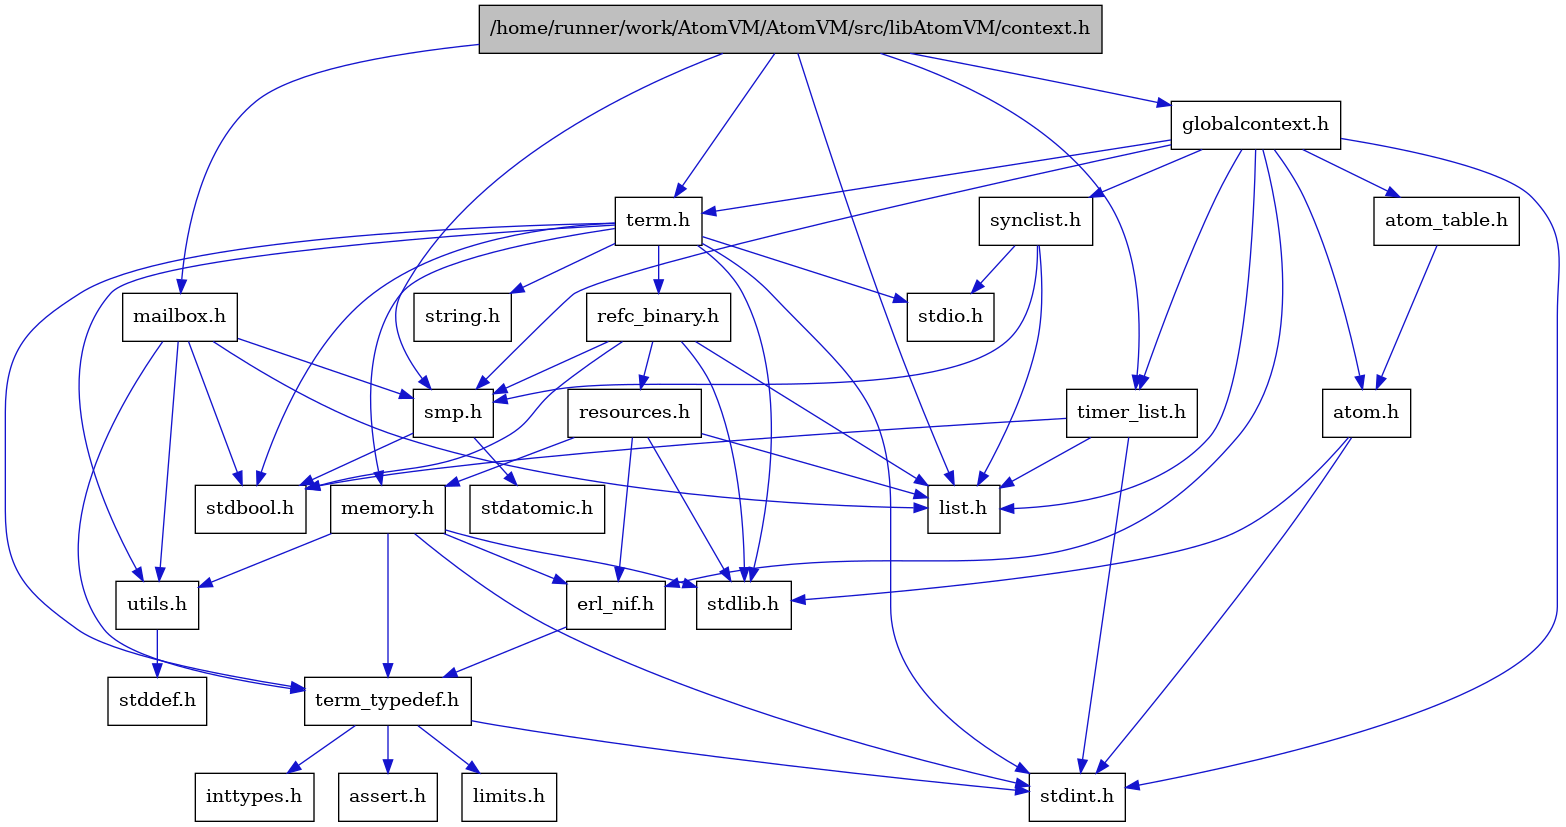 /home/runner/work/AtomVM/AtomVM/src/libAtomVM/context.h
globalcontext.h
term.h
synclist.h
atom_table.h
mailbox.h
string.h
refc_binary.h
stdio.h
smp.h
resources.h
timer_list.h
atom.h
stdbool.h
memory.h
stdatomic.h
list.h
utils.h
erl_nif.h
stdlib.h
stddef.h
term_typedef.h
inttypes.h
assert.h
limits.h
stdint.h